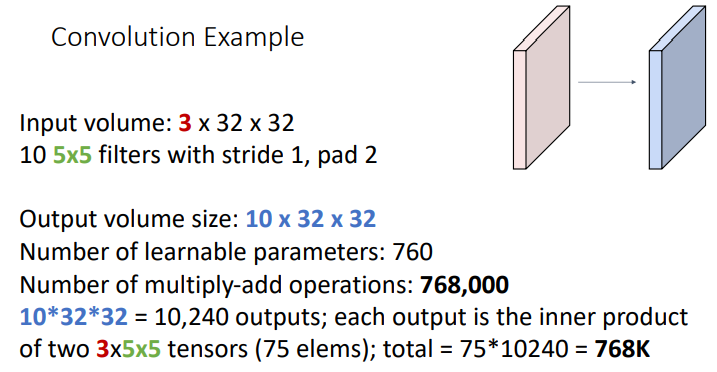 Convolution Example
Input volume: 3 x 32 x 32
10 5x5 filters with stride 1, pad 2
Output volume size: 10 x 32 x 32
Number of learnable parameters: 760
Number of multiply-add operations: 768,000
10*32*32 = 10,240 outputs; each output is the inner product
of two 3x5x5 tensors (75 elems); total = 75*10240 = 768K